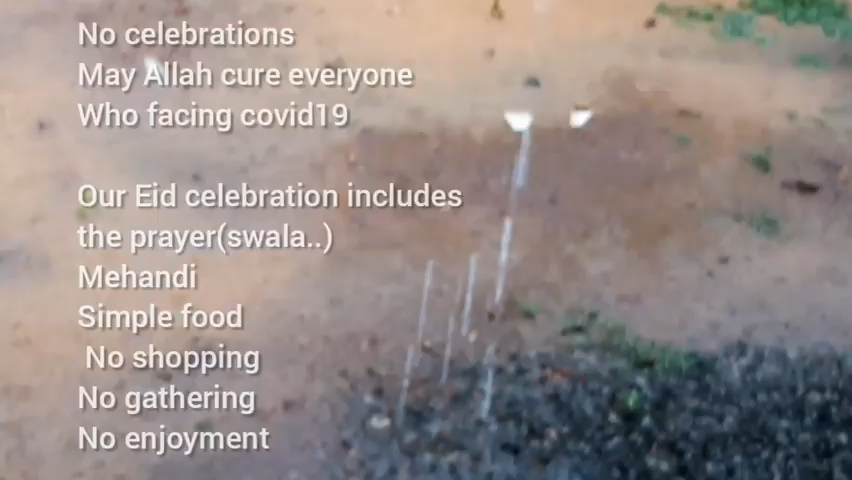 No celebrations
May Allah cure everyone
Who facing covid19
Our Eid celebration includes
the prayer(swala..)
Mehandi
Simple food
No shopping
No gathering
No enjoyment